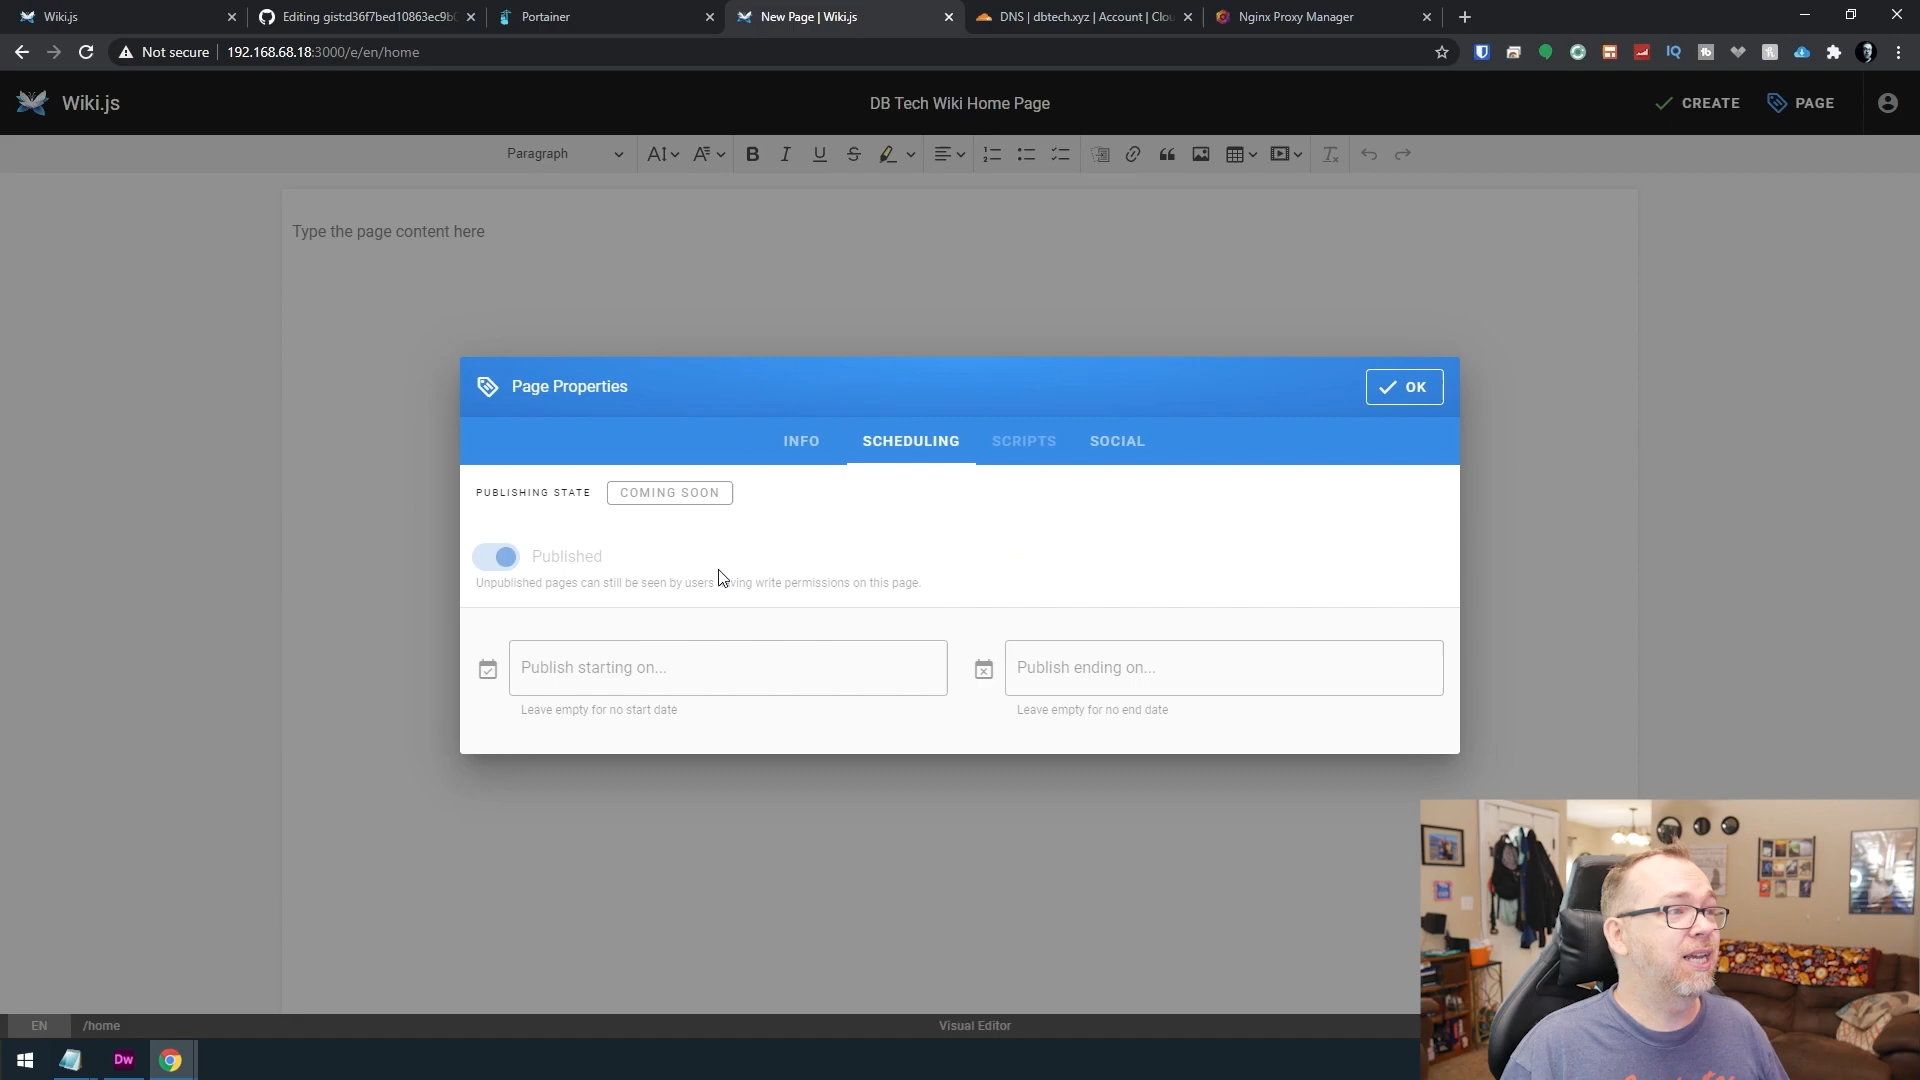 Wiki.js
Editing gist:d36f7bed10863ec9b
Portainer
New Page | Wiki.js
DNS | dbtech.xyz | Account | Clou
Nginx Proxy Manager
Not secure
192.168.68.18:3000/e/en/home
Wiki.js
DB Tech Wiki Home Page
CREATE
PAGE
Paragraph
Type the page content here
Page Properties
OK
INFO
SCHEDULING
SCRIPTS
SOCIAL
PUBLISHING STATE
COMING SOON
Published
Unpublished pages can still be seen by users ving write permissions on this page.
Publish starting on...
Publish ending on...
Leave empty for no start date
Leave empty for no end date
EN
/home
Visual Editor
Dw